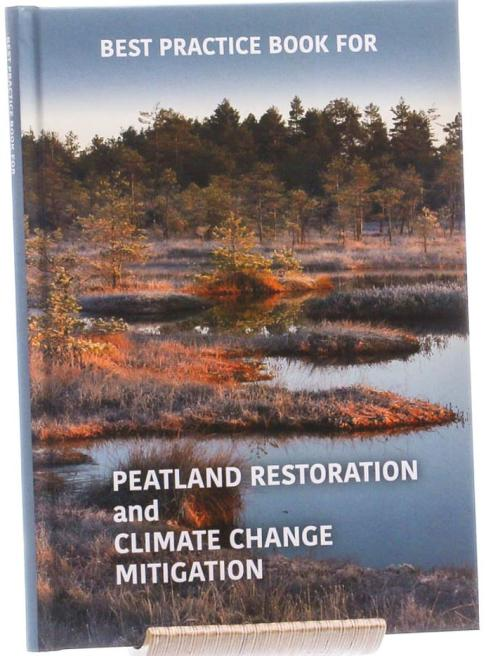 BEST PRACTICE BOOK FOR
PEATLAND RESTORATION
and
CLIMATE CHANGE
MITIGATION
BEST PRACTICE BOOK FOR